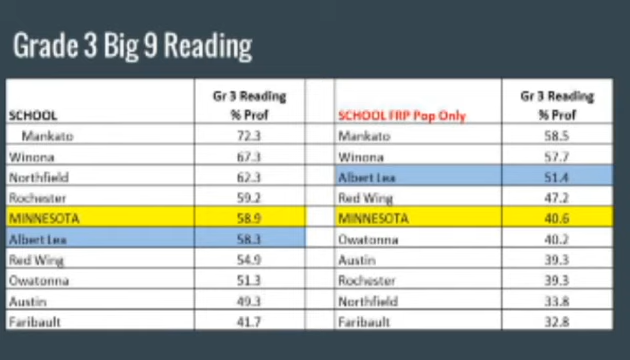 Grade 3 Big 9 Reading
SCHOOL Gr 3 Reading % Prof SCHOOL FRP Pop Only Gr 3 Reading % Prof
Mankato 72.3 Mankato 58.5
Winona 67.3 Winona 57.7
Northfield 62.3 Albert Lea 51.4
Rochester 59.2 Red Wing 47.2
MINNESOTA 58.9 MINNESOTA 40.6
Albert Lea 58.3 Owatonna 40.2
Red Wing 54.9 Austin 39.3
Owatonna 51.3 Rochester 39.3
Austin 49.3 Northfield 33.8
Faribault 41.7 Faribault 32.8